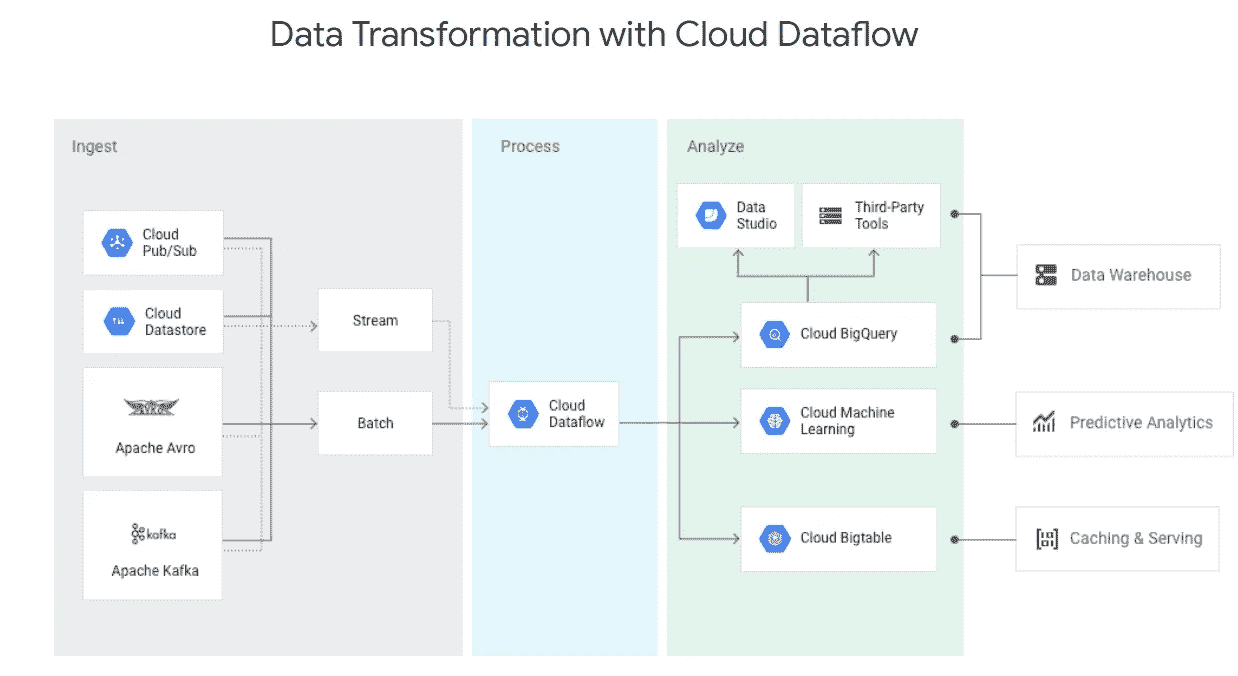 Data Transformation with Cloud Dataflow
Ingest
Process
Analyze
Cloud
Pub/Sub
Cloud
Datastore
Apache Avro
kafka
Apache Kafka
Stream
Batch
Cloud
Dataflow
Data
Studio
Third-Party
Tools
Cloud BigQuery
Cloud Machine
Learning
Cloud Bigtable
Data Warehouse
Predictive Analytics
Caching & Serving